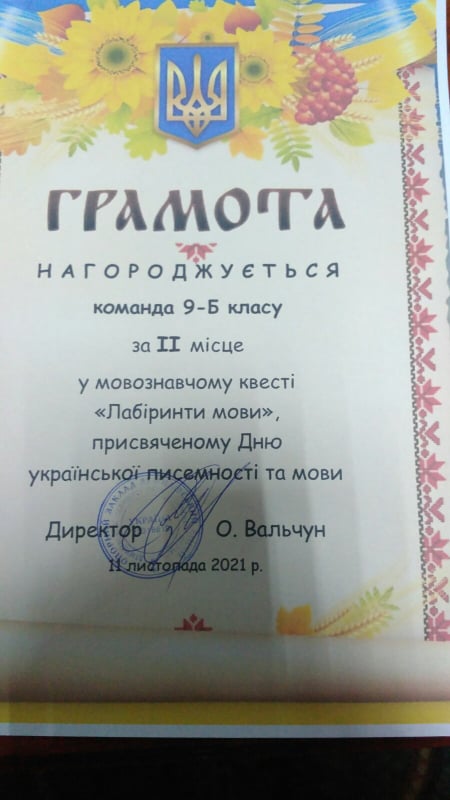 ГРАМОТА
НАГОРОДЖУЄТЬСЯ
команда 9-Б класу
за II місце
у мовознавчому квесті
«Лабіринти мови»,
присвяченому Дню
української писемності та мови
Директор О. Вальчун
11 листопада 2021 р.